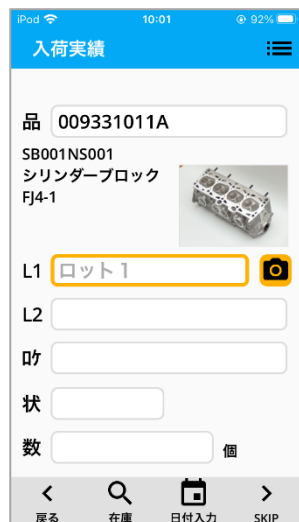 iPod 10:01 92%
入荷実績
品 009331011A
SB001NS001
シリンダーブロック
FJ4-1
L1 ロット1
L2
ﾛｹ
状
数 個
戻る 在庫 日付入力 SKIP